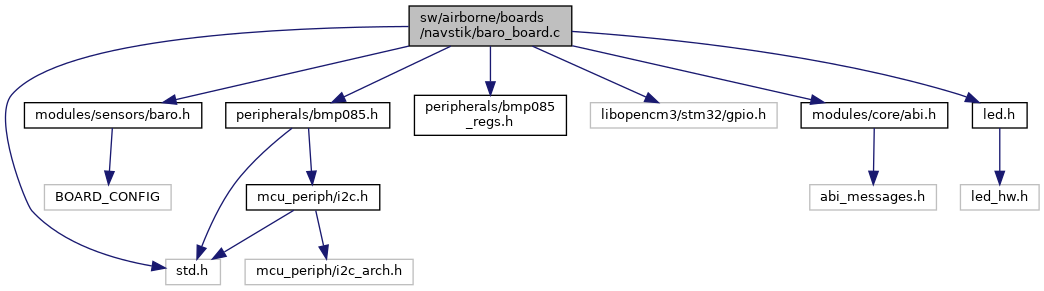 sw/airborne/boards
/navstik/baro_board.c
modules/sensors/baro.h
peripherals/bmp085.h
peripherals/bmp085
_regs.h
libopencm3/stm32/gpio.h
modules/core/abi.h
led.h
BOARD_CONFIG
mcu_periph/i2c.h
abi_messages.h
led_hw.h
std.h
mcu_periph/i2c_arch.h